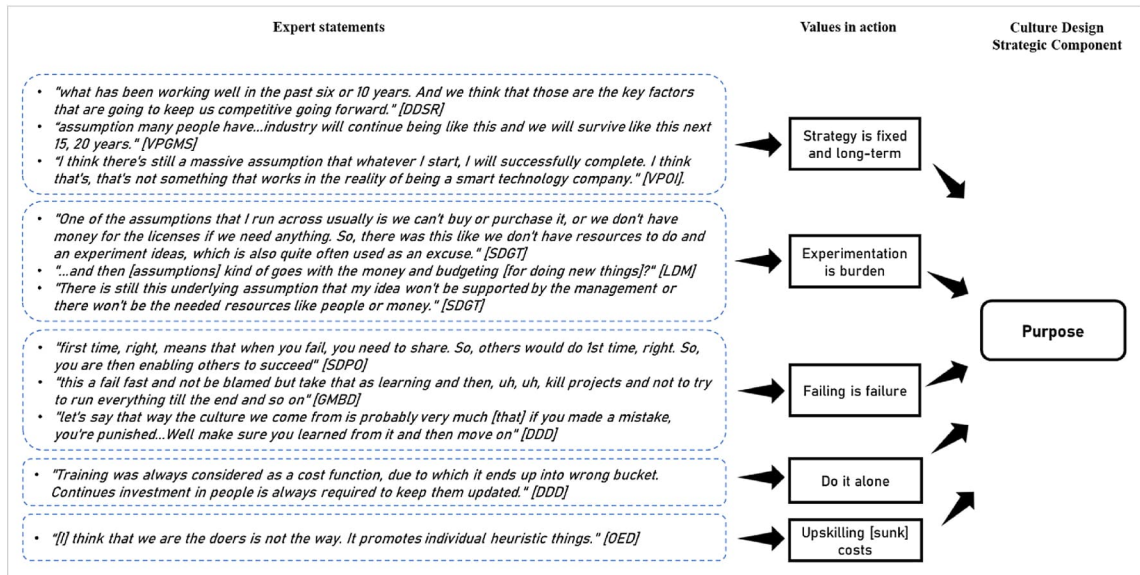 Expert statements
Values in action
Culture Design
Strategic Component
• "what has been working well in the past six or 10 years. And we think that those are the key factors
that are going to keep us competitive going forward." [DDSR]
• "assumption many people have...industry will continue being like this and we will survive like this next
15, 20 years." [VPGMS]
• "I think there's still a massive assumption that whatever I start, I will successfully complete. I think
that's, that's not something that works in the reality of being a smart technology company." [VPOI].
Strategy is fixed
and long-term
• "One of the assumptions that I run across usually is we can't buy or purchase it, or we don't have
money for the licenses if we need anything. So, there was this like we don't have resources to do and
an experiment ideas, which is also quite often used as an excuse." [SDGT]
• "...and then [assumptions] kind of goes with the money and budgeting [for doing new things]?" [LDM]
• "There is still this underlying assumption that my idea won't be supported by the management or
there won't be the needed resources like people or money." [SDGT]
Experimentation
is burden
Purpose
• "first time, right, means that when you fail, you need to share. So, others would do 1st time, right. So,
you are then enabling others to succeed" [SDPO]
• "this a fail fast and not be blamed but take that as learning and then, uh, uh, kill projects and not to try
to run everything till the end and so on" [GMBD]
• "let's say that way the culture we come from is probably very much [that] if you made a mistake,
you're punished...Well make sure you learned from it and then move on" [DDD]
Failing is failure
• "Training was always considered as a cost function, due to which it ends up into wrong bucket.
Continues investment in people is always required to keep them updated." [DDD]
Do it alone
• "[I] think that we are the doers is not the way. It promotes individual heuristic things." [OED]
Upskilling [sunk]
costs